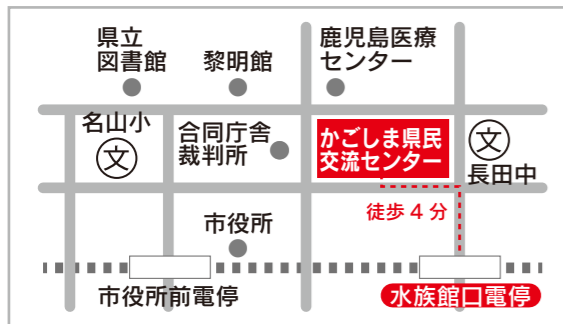 県立
図書館
黎明館
鹿児島医療
センター
名山小
文
合同庁舎
裁判所
かごしま県民
交流センター
文
長田中
徒歩4分
市役所
市役所前電停
水族館口電停